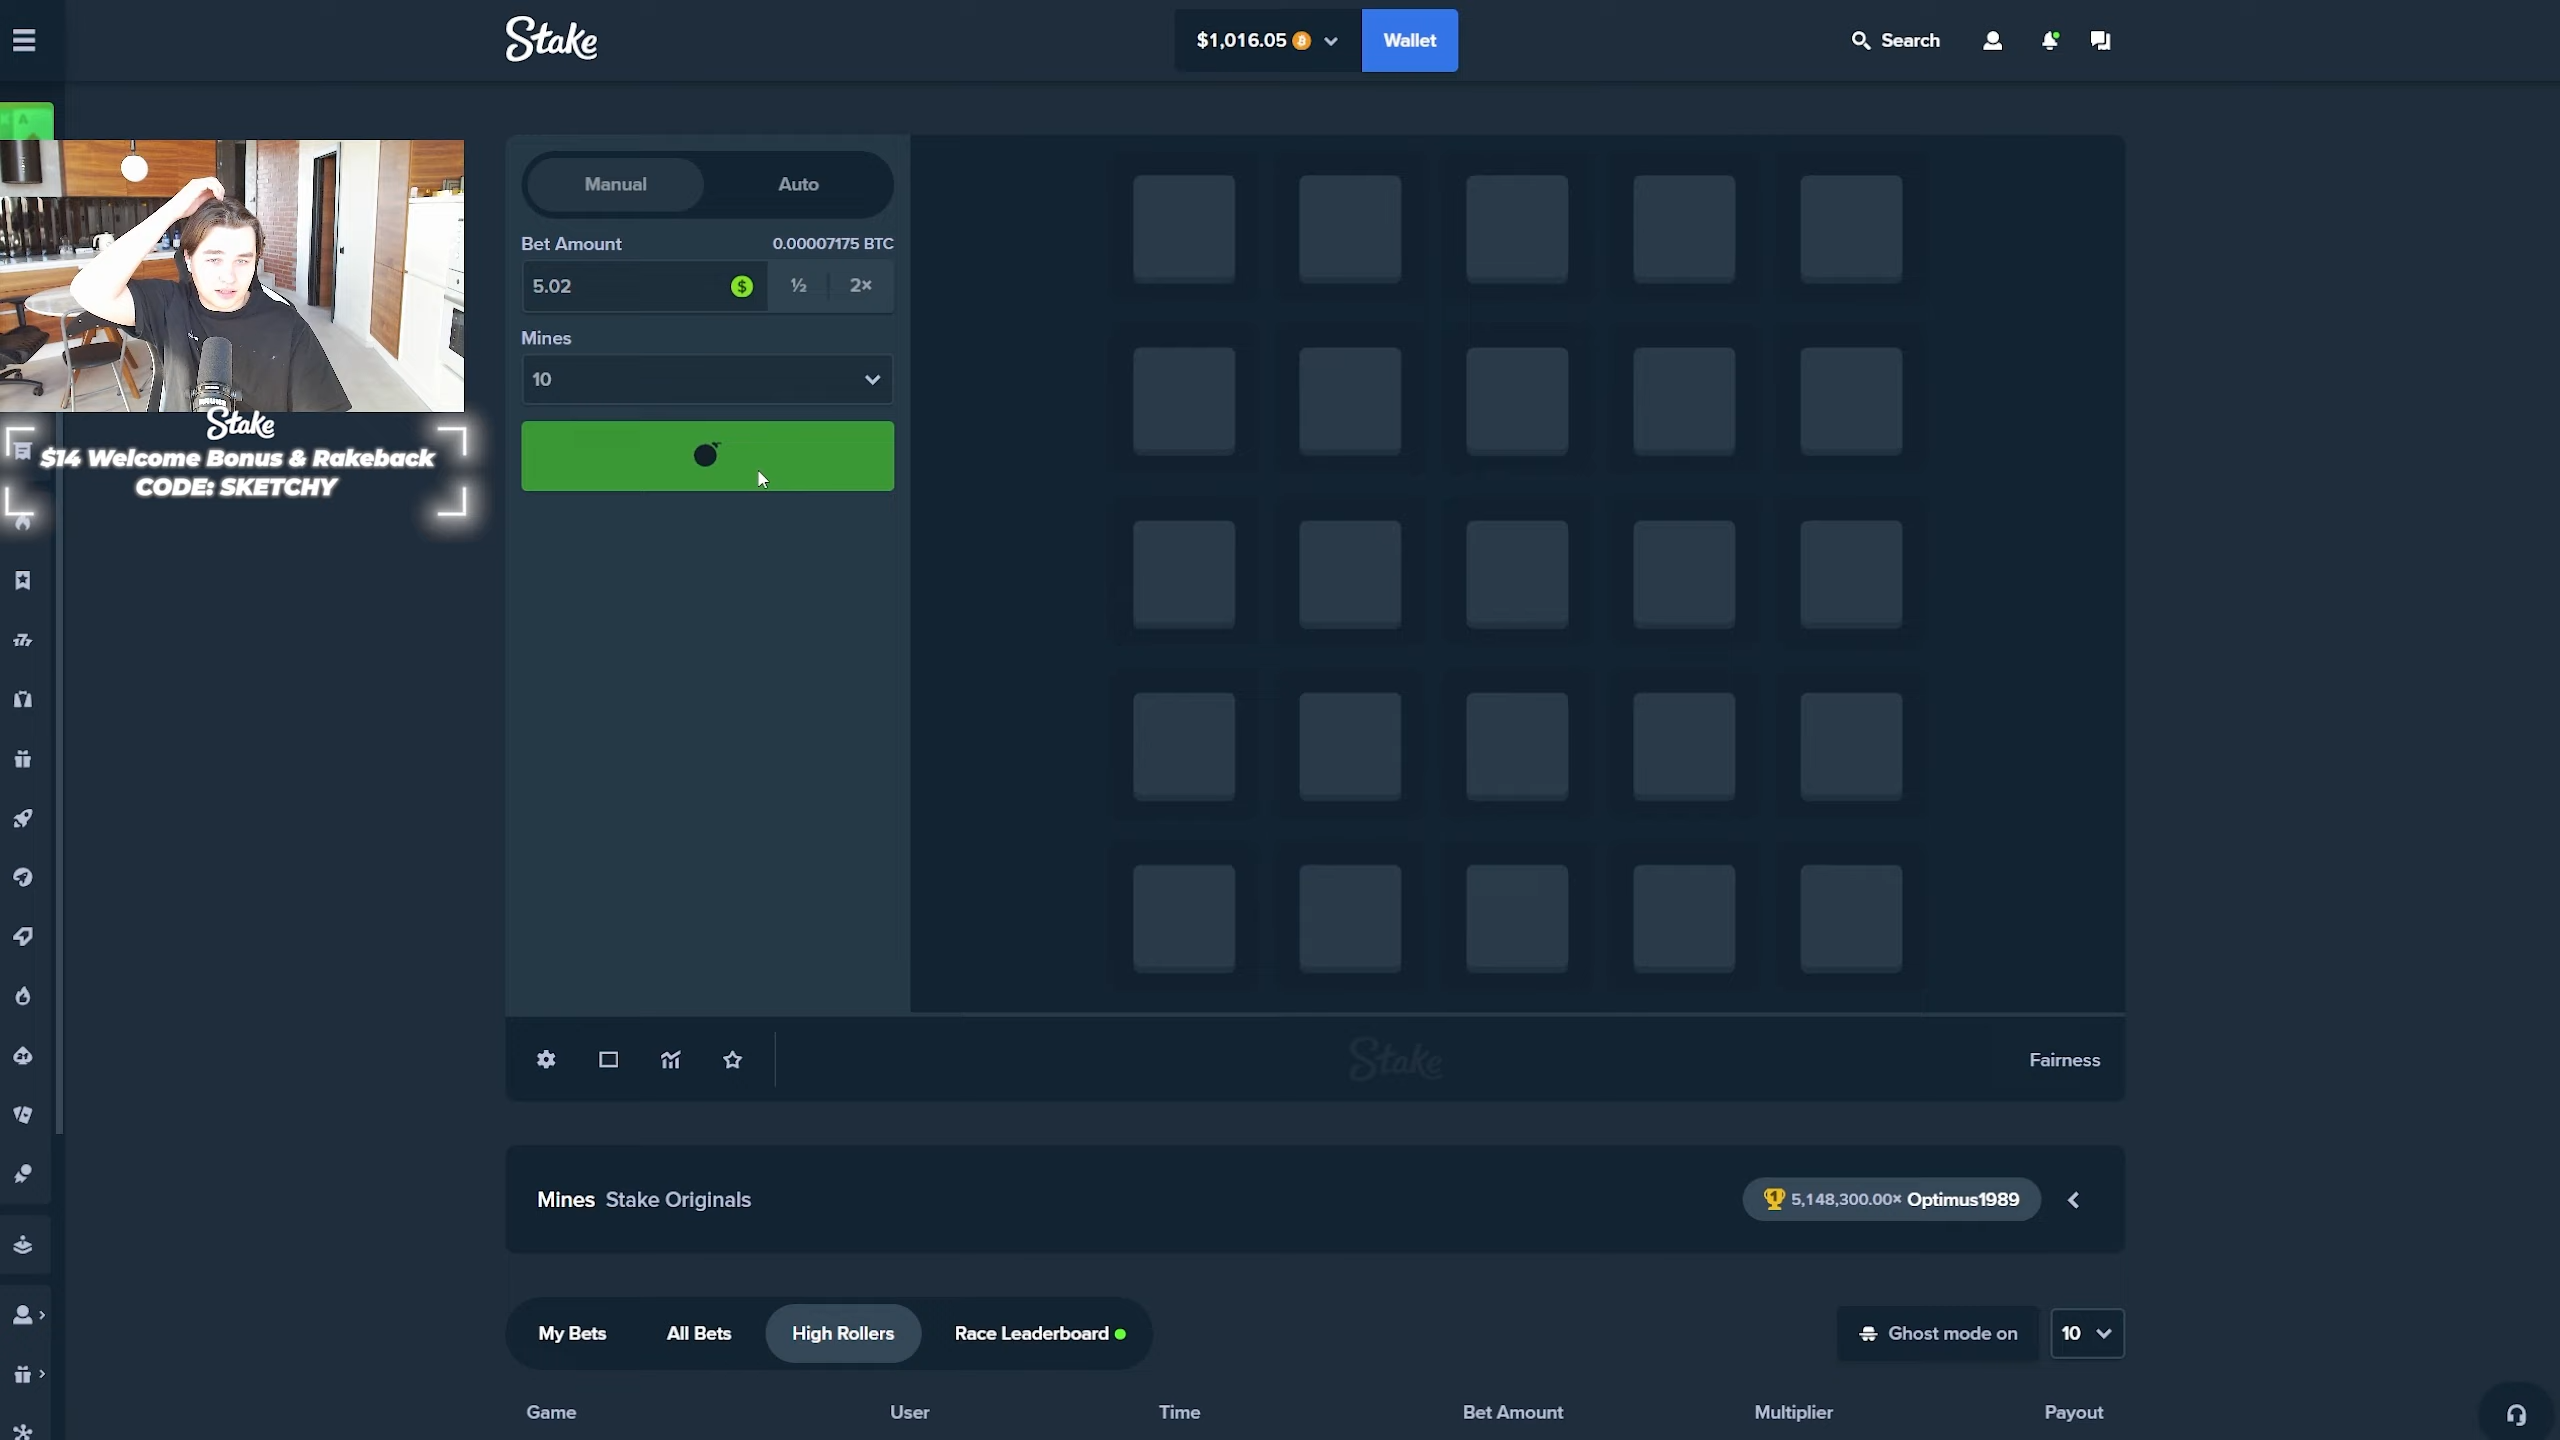 Stake
$1,016.05
Wallet
Search
Manual
Auto
Bet Amount
0.00007175 BTC
5.02
$
½
2×
Mines
10
Stake
$14 Welcome Bonus & Rakeback
CODE: SKETCHY
Stake
Fairness
Mines Stake Originals
5,148,300.00× Optimus1989
My Bets
All Bets
High Rollers
Race Leaderboard
Ghost mode on
10
Game
User
Time
Bet Amount
Multiplier
Payout